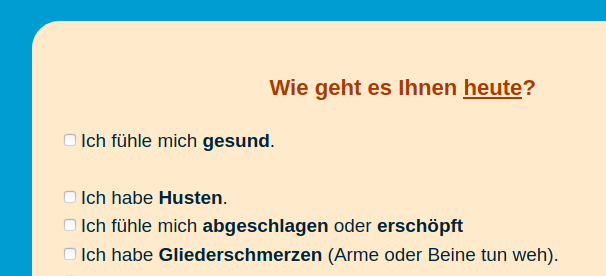 Wie geht es Ihnen heute?
Ich fühle mich gesund.
Ich habe Husten.
Ich fühle mich abgeschlagen oder erschöpft
Ich habe Gliederschmerzen (Arme oder Beine tun weh).